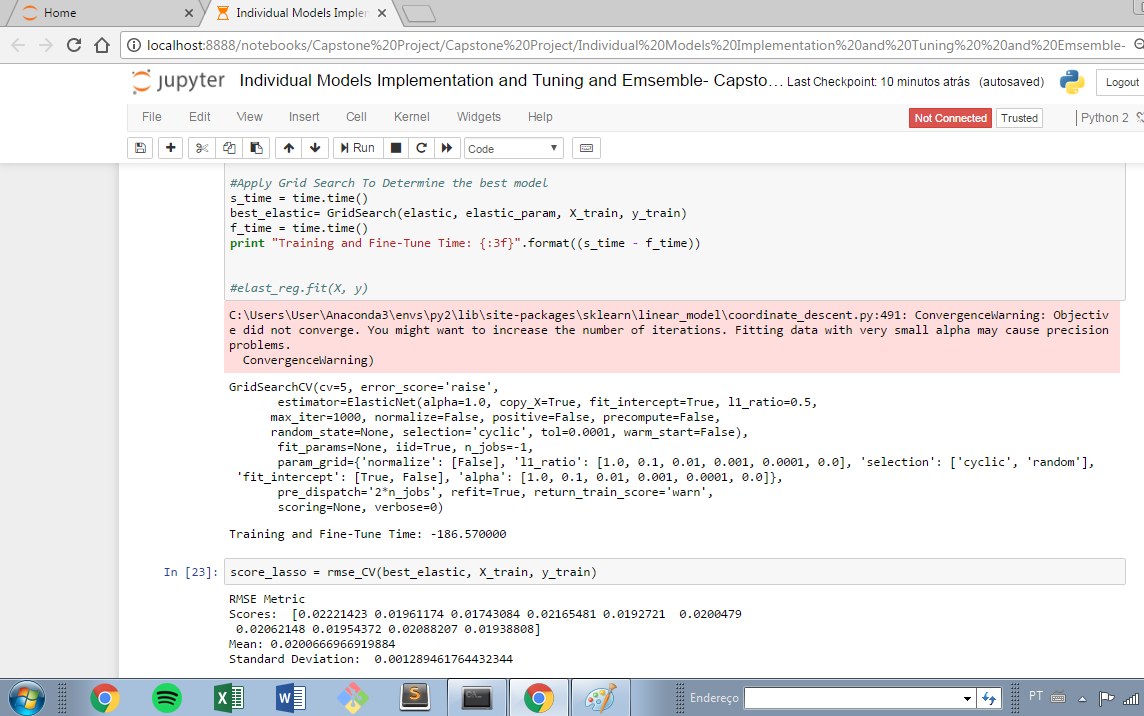 Home
Individual Models Impler
localhost:8888/notebooks/Capstone%20Project/Capstone%20Project/Individual%20Models%20Implementation%20and%20Tuning%20%20and%20Emsemble-
jupyter Individual Models Implementation and Tuning and Emsemble- Capsto... Last Checkpoint: 10 minutos atrás (autosaved) Logout
File Edit View Insert Cell Kernel Widgets Help Not Connected Trusted Python 2
Run Code
#Apply Grid Search To Determine the best model
s_time = time.time()
best_elastic= GridSearch(elastic, elastic_param, X_train, y_train)
f_time = time.time()
print "Training and Fine-Tune Time: {:3f}".format((s_time - f_time))
#elast_reg.fit(X, y)
C:\Users\User\Anaconda3\envs\py2\lib\site-packages\sklearn\linear_model\coordinate_descent.py:491: ConvergenceWarning: Objectiv
e did not converge. You might want to increase the number of iterations. Fitting data with very small alpha may cause precision
problems.
ConvergenceWarning)
GridSearchCV(cv=5, error_score='raise',
estimator=ElasticNet(alpha=1.0, copy_X=True, fit_intercept=True, l1_ratio=0.5,
max_iter=1000, normalize=False, positive=False, precompute=False,
random_state=None, selection='cyclic', tol=0.0001, warm_start=False),
fit_params=None, iid=True, n_jobs=-1,
param_grid={'normalize': [False], 'l1_ratio': [1.0, 0.1, 0.01, 0.001, 0.0001, 0.0], 'selection': ['cyclic', 'random'],
'fit_intercept': [True, False], 'alpha': [1.0, 0.1, 0.01, 0.001, 0.0001, 0.0]},
pre_dispatch='2*n_jobs', refit=True, return_train_score='warn',
scoring=None, verbose=0)
Training and Fine-Tune Time: -186.570000
In [23]: score_lasso = rmse_CV(best_elastic, X_train, y_train)
RMSE Metric
Scores:  [0.02221423 0.01961174 0.01743084 0.02165481 0.0192721  0.0200479
0.02062148 0.01954372 0.02088207 0.01938808]
Mean: 0.0200666966919884
Standard Deviation:  0.001289461764432344
Endereço PT